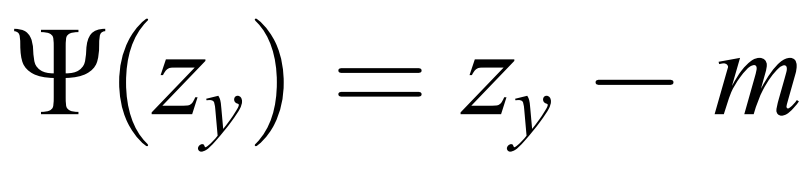 Ψ(z_y) = z_y − m